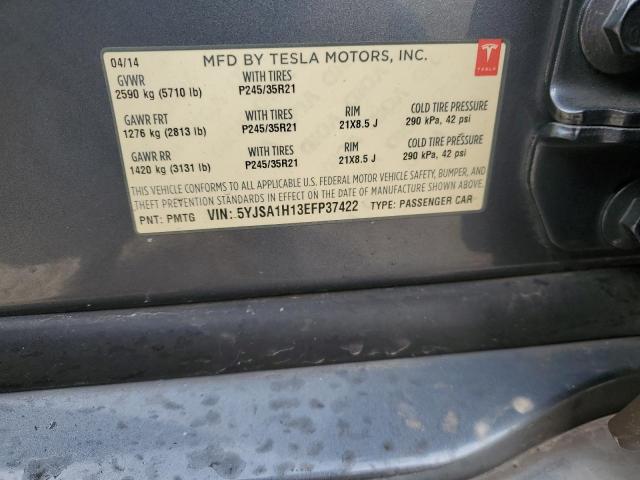 04/14 MFD BY TESLA MOTORS, INC.
TESLA
GVWR WITH TIRES
2590 kg (5710 lb) P245/35R21
GAWR FRT WITH TIRES RIM COLD TIRE PRESSURE
1276 kg (2813 lb) P245/35R21 21X8.5 J 290 kPa, 42 psi
GAWR RR WITH TIRES RIM COLD TIRE PRESSURE
1420 kg (3131 lb) P245/35R21 21X8.5 J 290 kPa, 42 psi
THIS VEHICLE CONFORMS TO ALL APPLICABLE U.S. FEDERAL MOTOR VEHICLE SAFETY, BUMPER, AND
THEFT PREVENTION STANDARDS IN EFFECT ON THE DATE OF MANUFACTURE SHOWN ABOVE.
PNT: PMTG VIN: 5YJSA1H13EFP37422 TYPE: PASSENGER CAR